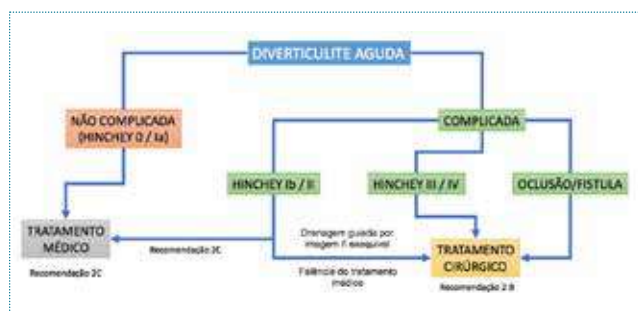 DIVERTICULITE AGUDA
NÃO COMPLICADA
(HINCHEY 0 / Ia)
COMPLICADA
HINCHEY Ib / II
HINCHEY III / IV
OCLUSÃO/FISTULA
TRATAMENTO
MÉDICO
Recomendação 2C
Recomendação 2C
Drenagem guiada por
imagem exequível
Falência do tratamento
médico
TRATAMENTO
CIRÚRGICO
Recomendação 2 B